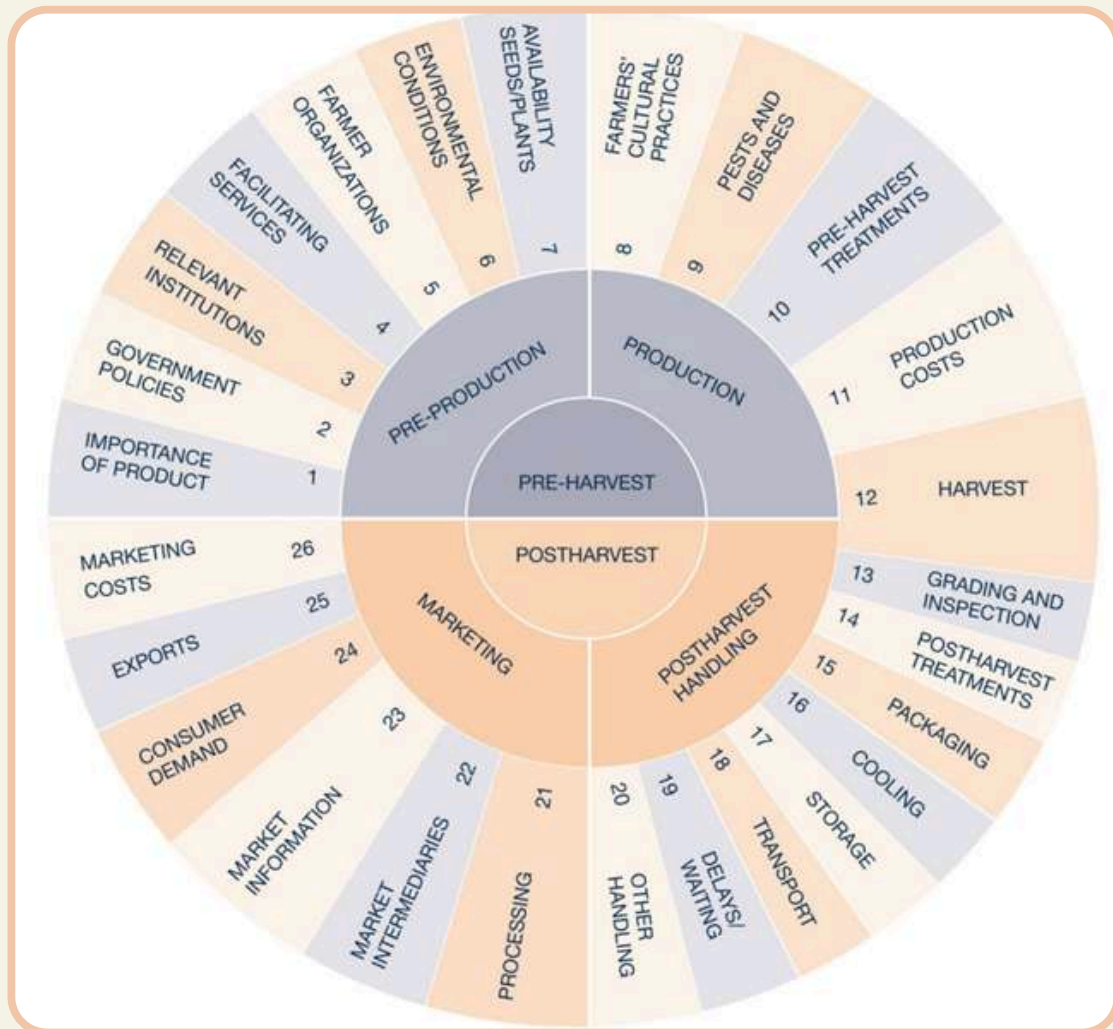 PRE-HARVEST
POSTHARVEST
PRE-PRODUCTION
PRODUCTION
POSTHARVEST
HANDLING
MARKETING
IMPORTANCE
OF PRODUCT
1
GOVERNMENT
POLICIES
2
RELEVANT
INSTITUTIONS
3
FACILITATING
SERVICES
4
FARMER
ORGANIZATIONS
5
ENVIRONMENTAL
CONDITIONS
6
AVAILABILITY
SEEDS/PLANTS
7
FARMERS'
CULTURAL
PRACTICES
8
PESTS AND
DISEASES
9
PRE-HARVEST
TREATMENTS
10
PRODUCTION
COSTS
11
HARVEST
12
GRADING AND
INSPECTION
13
POSTHARVEST
TREATMENTS
14
PACKAGING
15
COOLING
16
STORAGE
17
TRANSPORT
18
DELAYS/
WAITING
19
OTHER
HANDLING
20
PROCESSING
21
MARKET
INTERMEDIARIES
22
MARKET
INFORMATION
23
CONSUMER
DEMAND
24
EXPORTS
25
MARKETING
COSTS
26